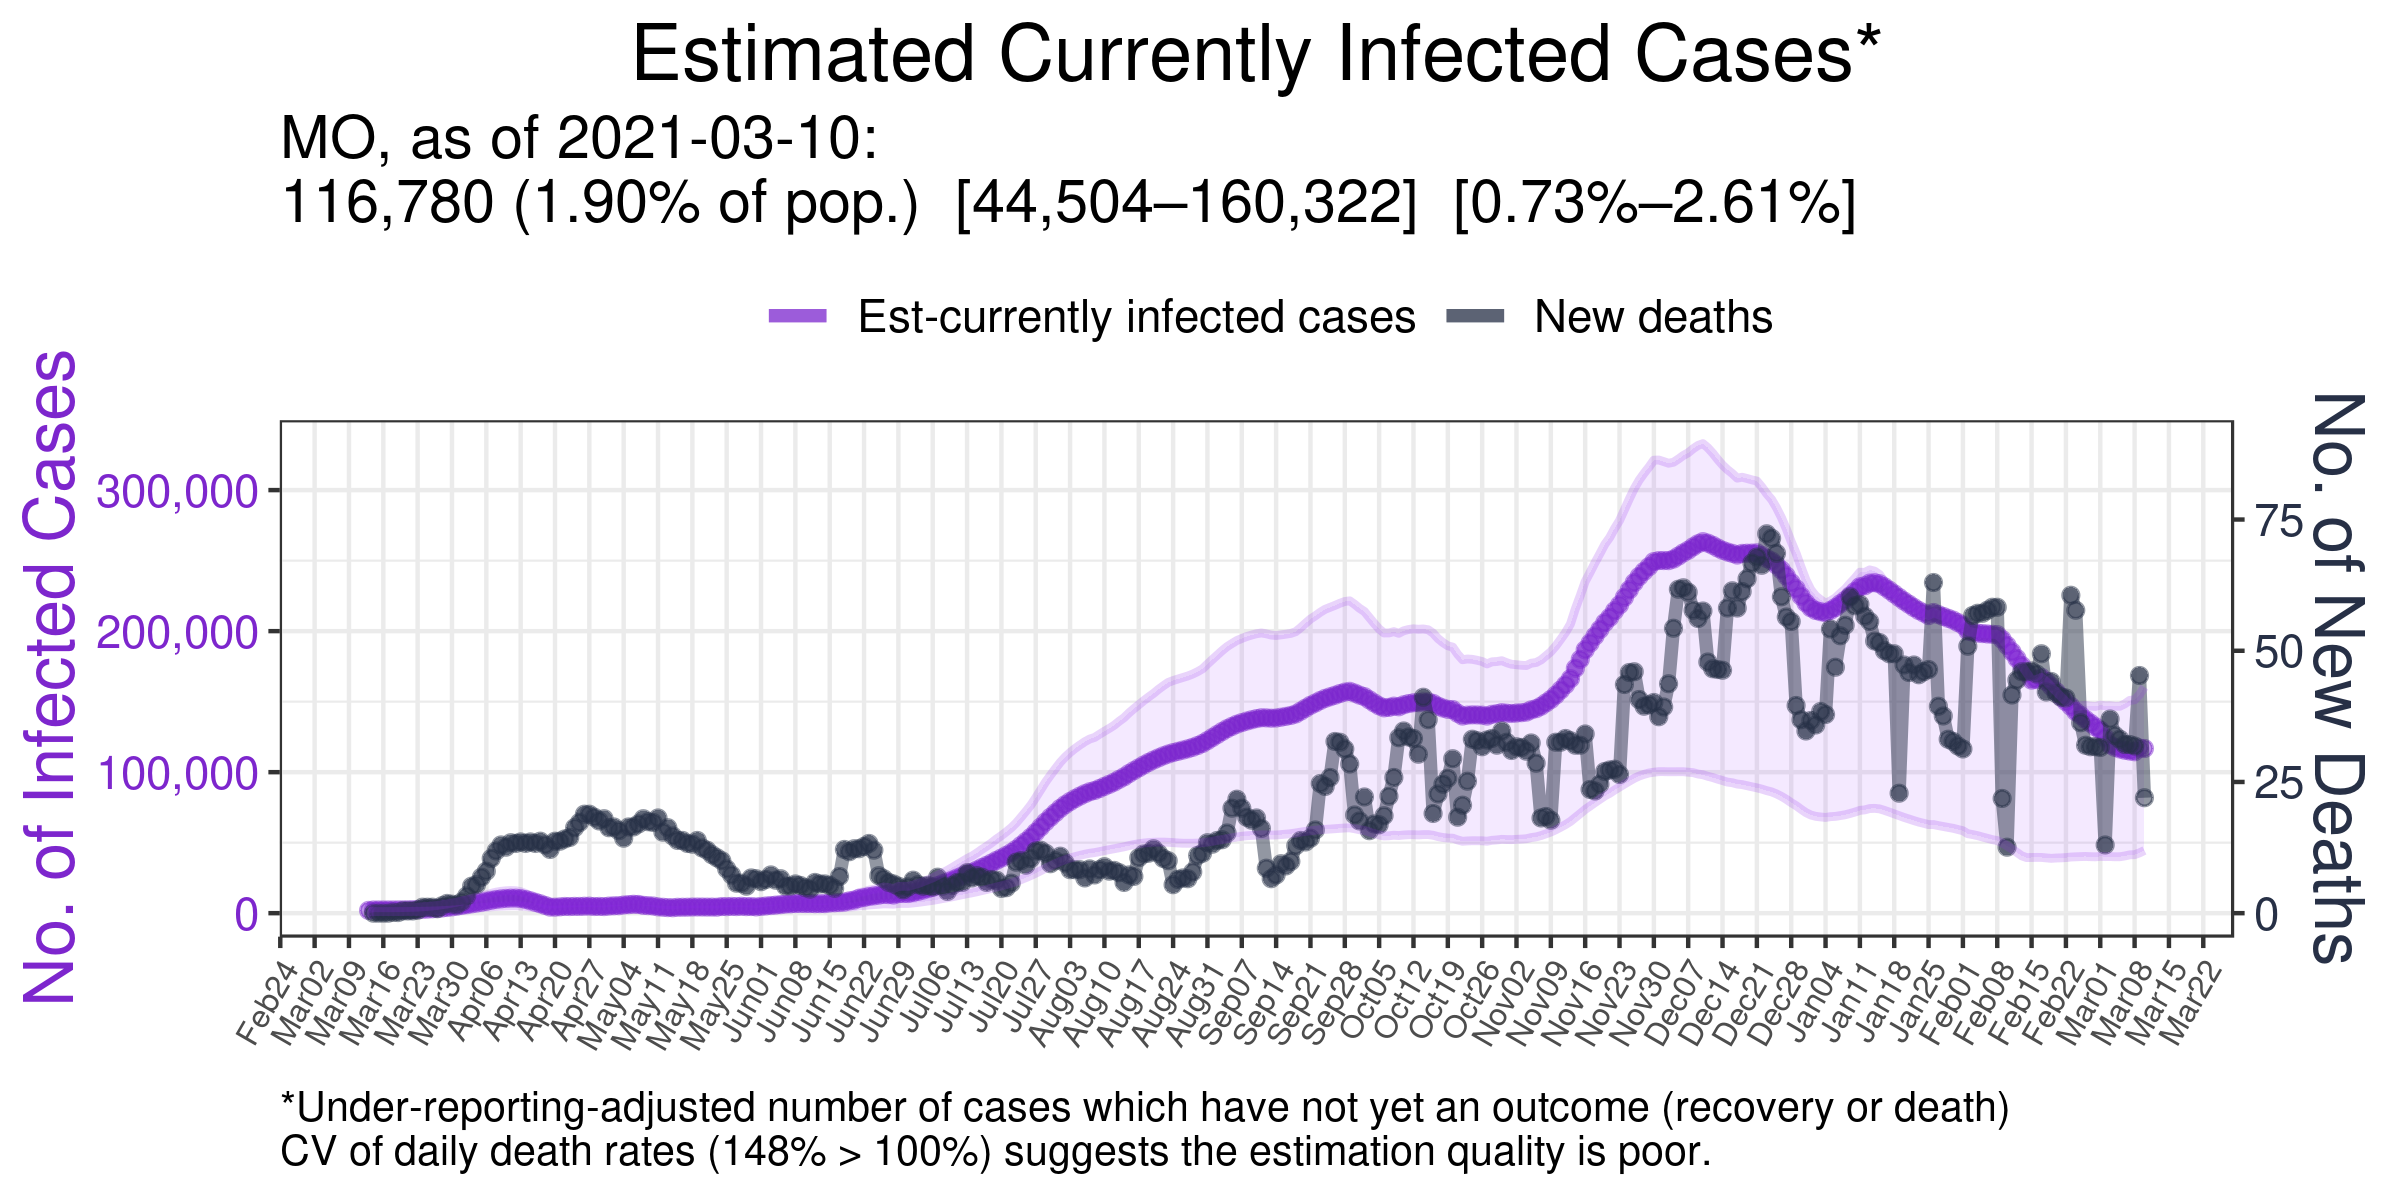 Estimated Currently Infected Cases*
MO, as of 2021-03-10:
116,780 (1.90% of pop.)  [44,504–160,322]  [0.73%–2.61%]
Est-currently infected cases
New deaths
No. of Infected Cases
300,000
200,000
100,000
0
75
50
25
0
No. of New Deaths
Feb24
Mar02
Mar09
Mar16
Mar23
Mar30
Apr06
Apr13
Apr20
Apr27
May04
May11
May18
May25
Jun01
Jun08
Jun15
Jun22
Jun29
Jul06
Jul13
Jul20
Jul27
Aug03
Aug10
Aug17
Aug24
Aug31
Sep07
Sep14
Sep21
Sep28
Oct05
Oct12
Oct19
Oct26
Nov02
Nov09
Nov16
Nov23
Nov30
Dec07
Dec14
Dec21
Dec28
Jan04
Jan11
Jan18
Jan25
Feb01
Feb08
Feb15
Feb22
Mar01
Mar08
Mar15
Mar22
*Under-reporting-adjusted number of cases which have not yet an outcome (recovery or death)
CV of daily death rates (148% > 100%) suggests the estimation quality is poor.